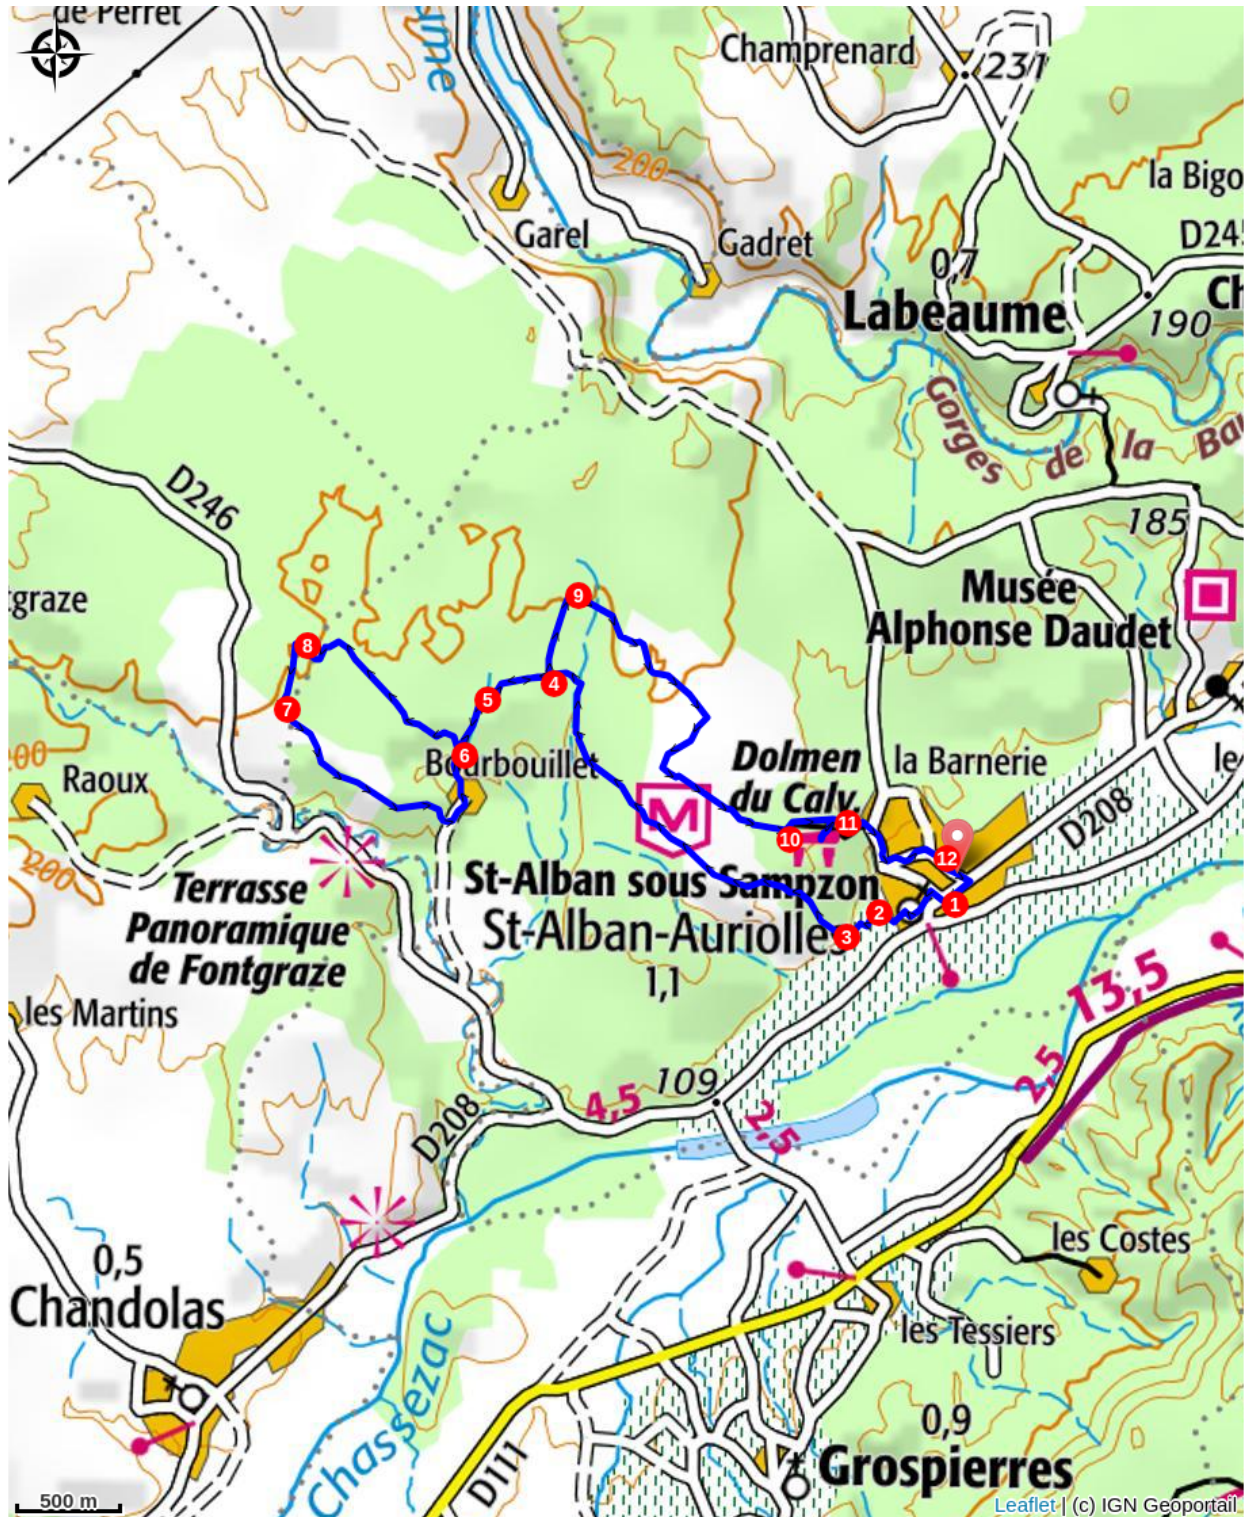 de Perret
Champrenard
231
200
la Bigo
Garel
Gadret
D245
0,7
Labeaume
190
Gorges
de
la
D246
185
Musée
Alphonse Daudet
9
8
4
5
7
6
Bourbouillet
Raoux
Dolmen
du Calv.
la Barnerie
le
D208
11
10
M
12
200
Terrasse
Panoramique
de Fontgraze
St-Alban sous Sampzon
St-Alban-Auriolles
1,1
2
1
3
les Martins
13,5
2,5
109
4,5
2,5
D208
0,5
Chandolas
les Costes
les Tessiers
Chassezac
D111
0,9
Grospierres
500 m
Leaflet | (c) IGN Geoportail